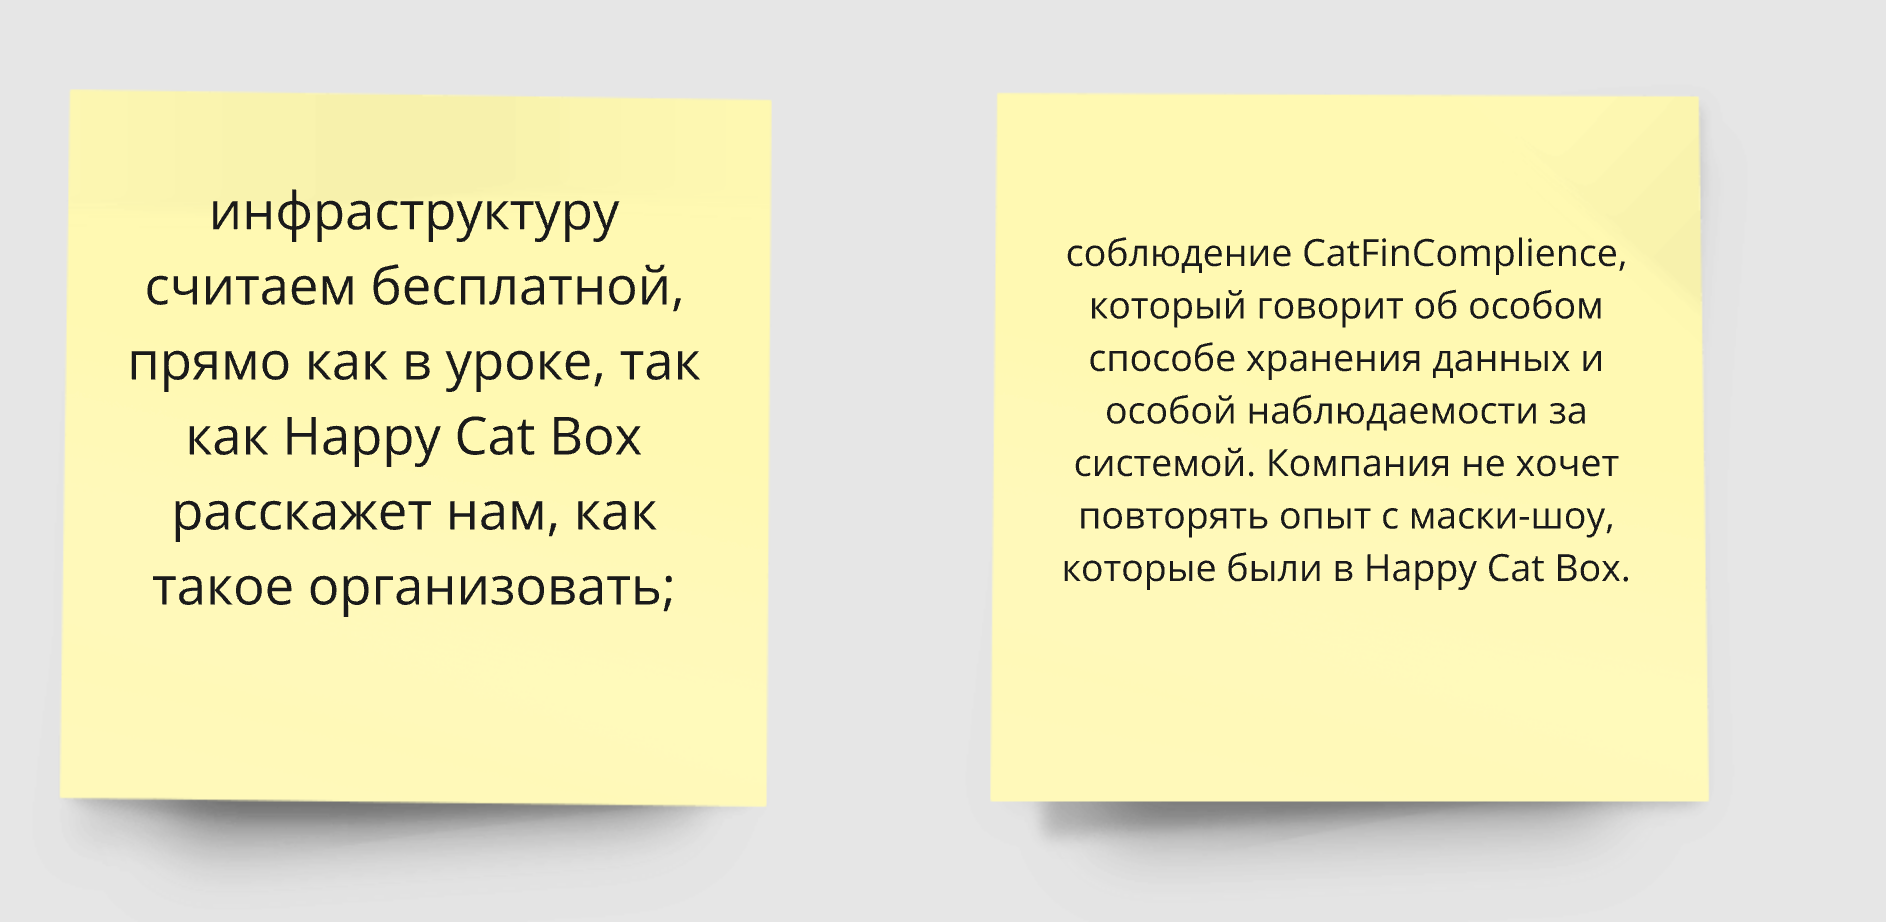 инфраструктуру
считаем бесплатной,
прямо как в уроке, так
как Happy Cat Box
расскажет нам, как
такое организовать;
соблюдение CatFinComplience,
который говорит об особом
способе хранения данных и
особой наблюдаемости за
системой. Компания не хочет
повторять опыт с маски-шоу,
которые были в Happy Cat Box.